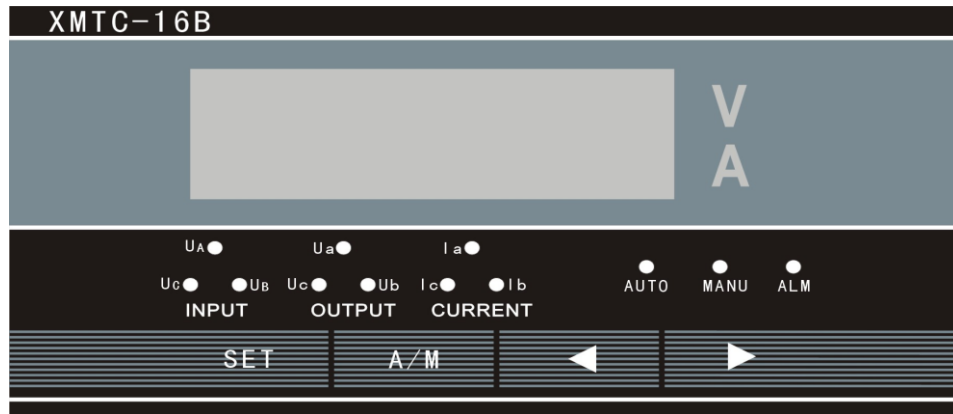 XMTC-16B
V
A
UA Ua Ia
UC UB Uc Ub Ic Ib
AUTO MANU ALM
INPUT OUTPUT CURRENT
SET A/M